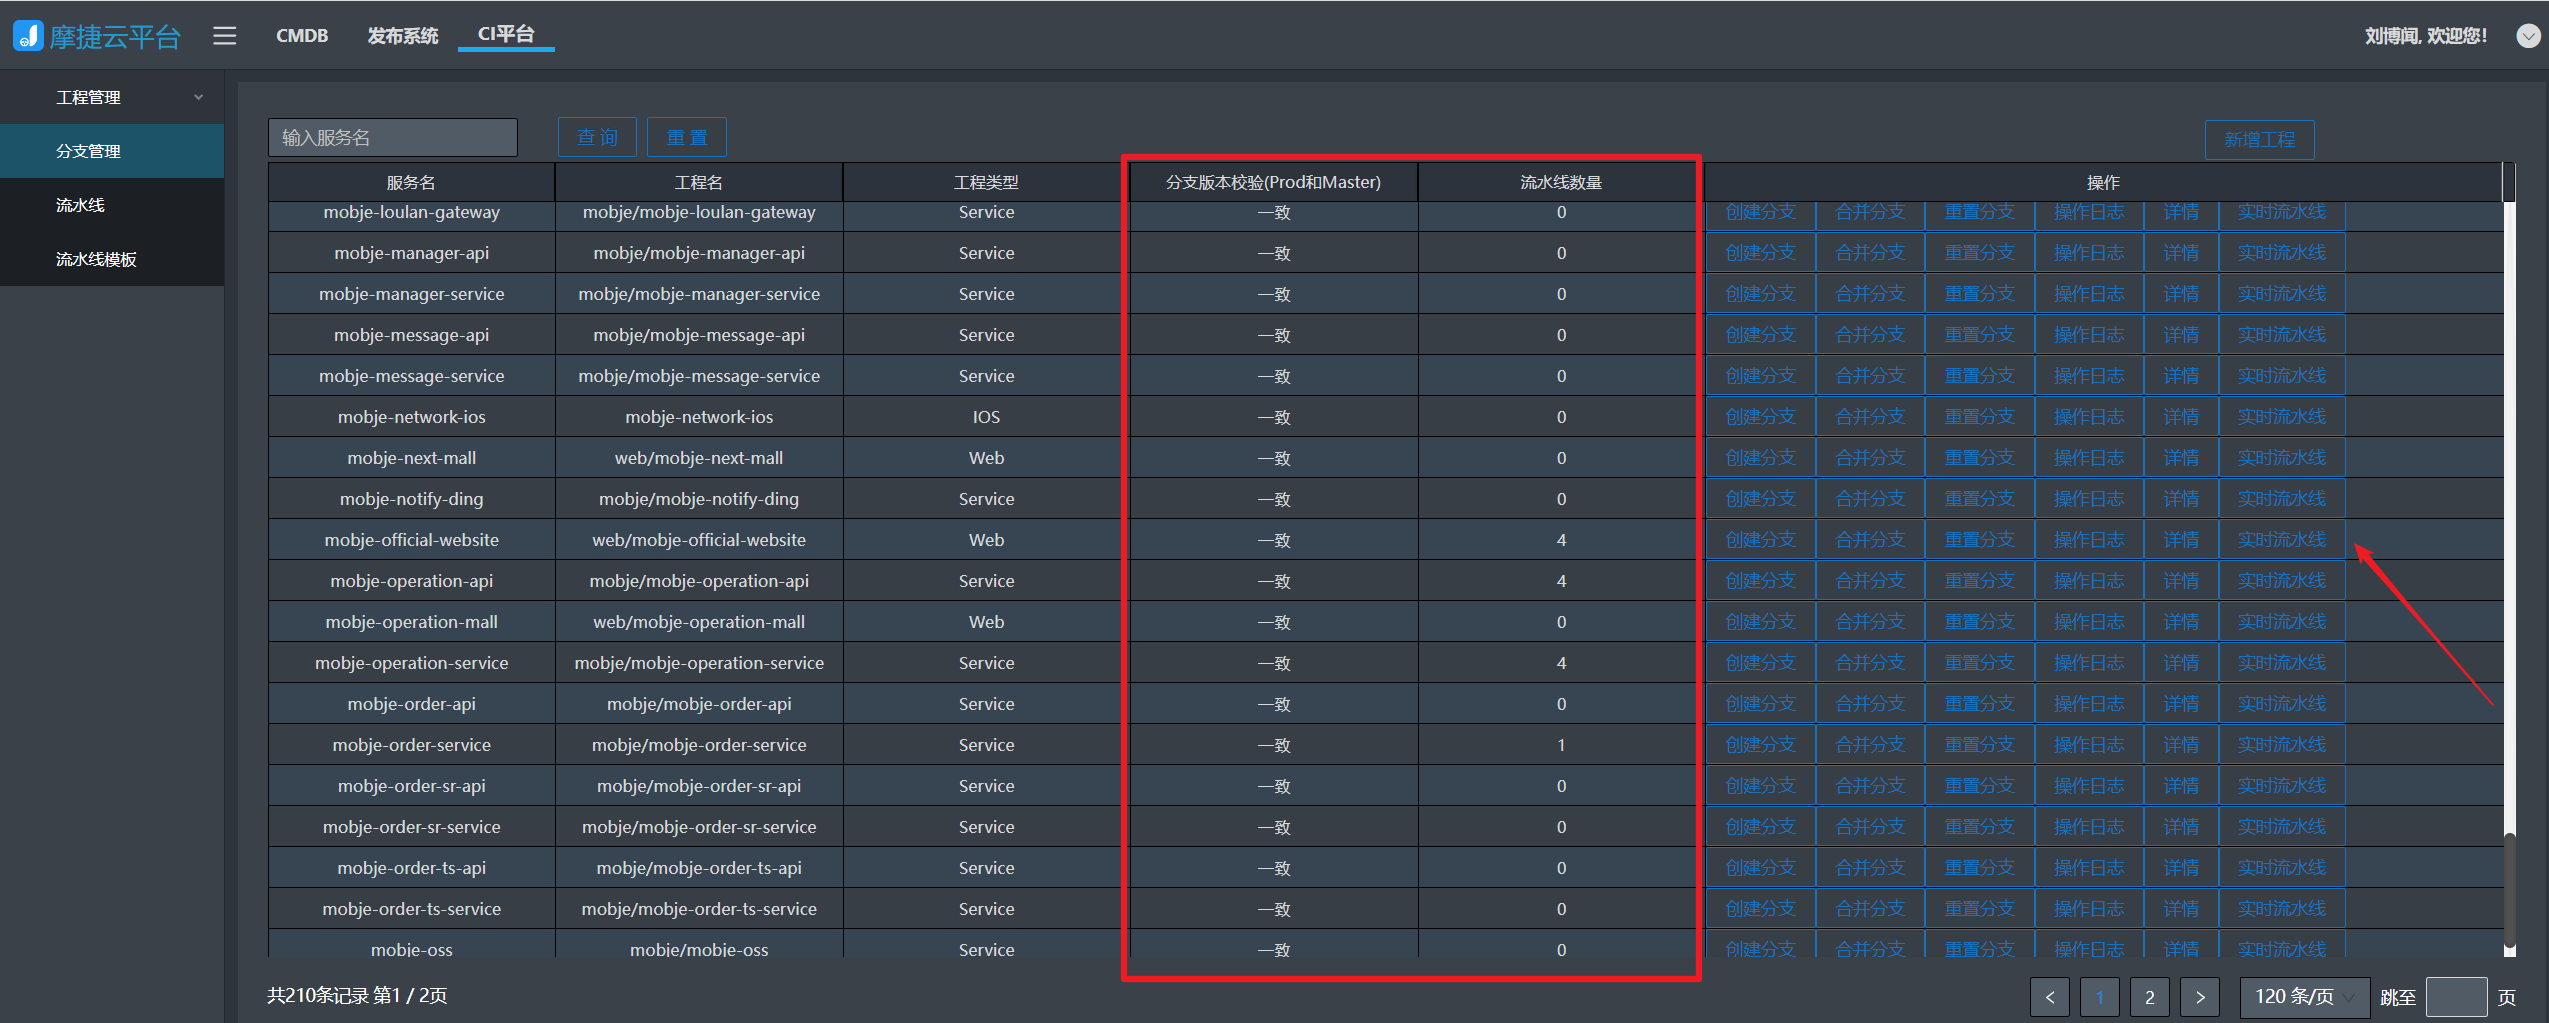 摩捷云平台 CMDB 发布系统 CI平台 刘博闻, 欢迎您!
工程管理
分支管理
流水线
流水线模板
输入服务名 查 询 重 置 新增工程
服务名 工程名 工程类型 分支版本校验(Prod和Master) 流水线数量 操作
mobje-loulan-gateway mobje/mobje-loulan-gateway Service 一致 0 创建分支 合并分支 重置分支 操作日志 详情 实时流水线
mobje-manager-api mobje/mobje-manager-api Service 一致 0 创建分支 合并分支 重置分支 操作日志 详情 实时流水线
mobje-manager-service mobje/mobje-manager-service Service 一致 0 创建分支 合并分支 重置分支 操作日志 详情 实时流水线
mobje-message-api mobje/mobje-message-api Service 一致 0 创建分支 合并分支 重置分支 操作日志 详情 实时流水线
mobje-message-service mobje/mobje-message-service Service 一致 0 创建分支 合并分支 重置分支 操作日志 详情 实时流水线
mobje-network-ios mobje-network-ios IOS 一致 0 创建分支 合并分支 重置分支 操作日志 详情 实时流水线
mobje-next-mall web/mobje-next-mall Web 一致 0 创建分支 合并分支 重置分支 操作日志 详情 实时流水线
mobje-notify-ding mobje/mobje-notify-ding Service 一致 0 创建分支 合并分支 重置分支 操作日志 详情 实时流水线
mobje-official-website web/mobje-official-website Web 一致 4 创建分支 合并分支 重置分支 操作日志 详情 实时流水线
mobje-operation-api mobje/mobje-operation-api Service 一致 4 创建分支 合并分支 重置分支 操作日志 详情 实时流水线
mobje-operation-mall web/mobje-operation-mall Web 一致 0 创建分支 合并分支 重置分支 操作日志 详情 实时流水线
mobje-operation-service mobje/mobje-operation-service Service 一致 4 创建分支 合并分支 重置分支 操作日志 详情 实时流水线
mobje-order-api mobje/mobje-order-api Service 一致 0 创建分支 合并分支 重置分支 操作日志 详情 实时流水线
mobje-order-service mobje/mobje-order-service Service 一致 1 创建分支 合并分支 重置分支 操作日志 详情 实时流水线
mobje-order-sr-api mobje/mobje-order-sr-api Service 一致 0 创建分支 合并分支 重置分支 操作日志 详情 实时流水线
mobje-order-sr-service mobje/mobje-order-sr-service Service 一致 0 创建分支 合并分支 重置分支 操作日志 详情 实时流水线
mobje-order-ts-api mobje/mobje-order-ts-api Service 一致 0 创建分支 合并分支 重置分支 操作日志 详情 实时流水线
mobje-order-ts-service mobje/mobje-order-ts-service Service 一致 0 创建分支 合并分支 重置分支 操作日志 详情 实时流水线
mobje-oss mobje/mobje-oss Service 一致 0 创建分支 合并分支 重置分支 操作日志 详情 实时流水线
共210条记录 第1 / 2页 < 1 2 > 120 条/页 跳至 页